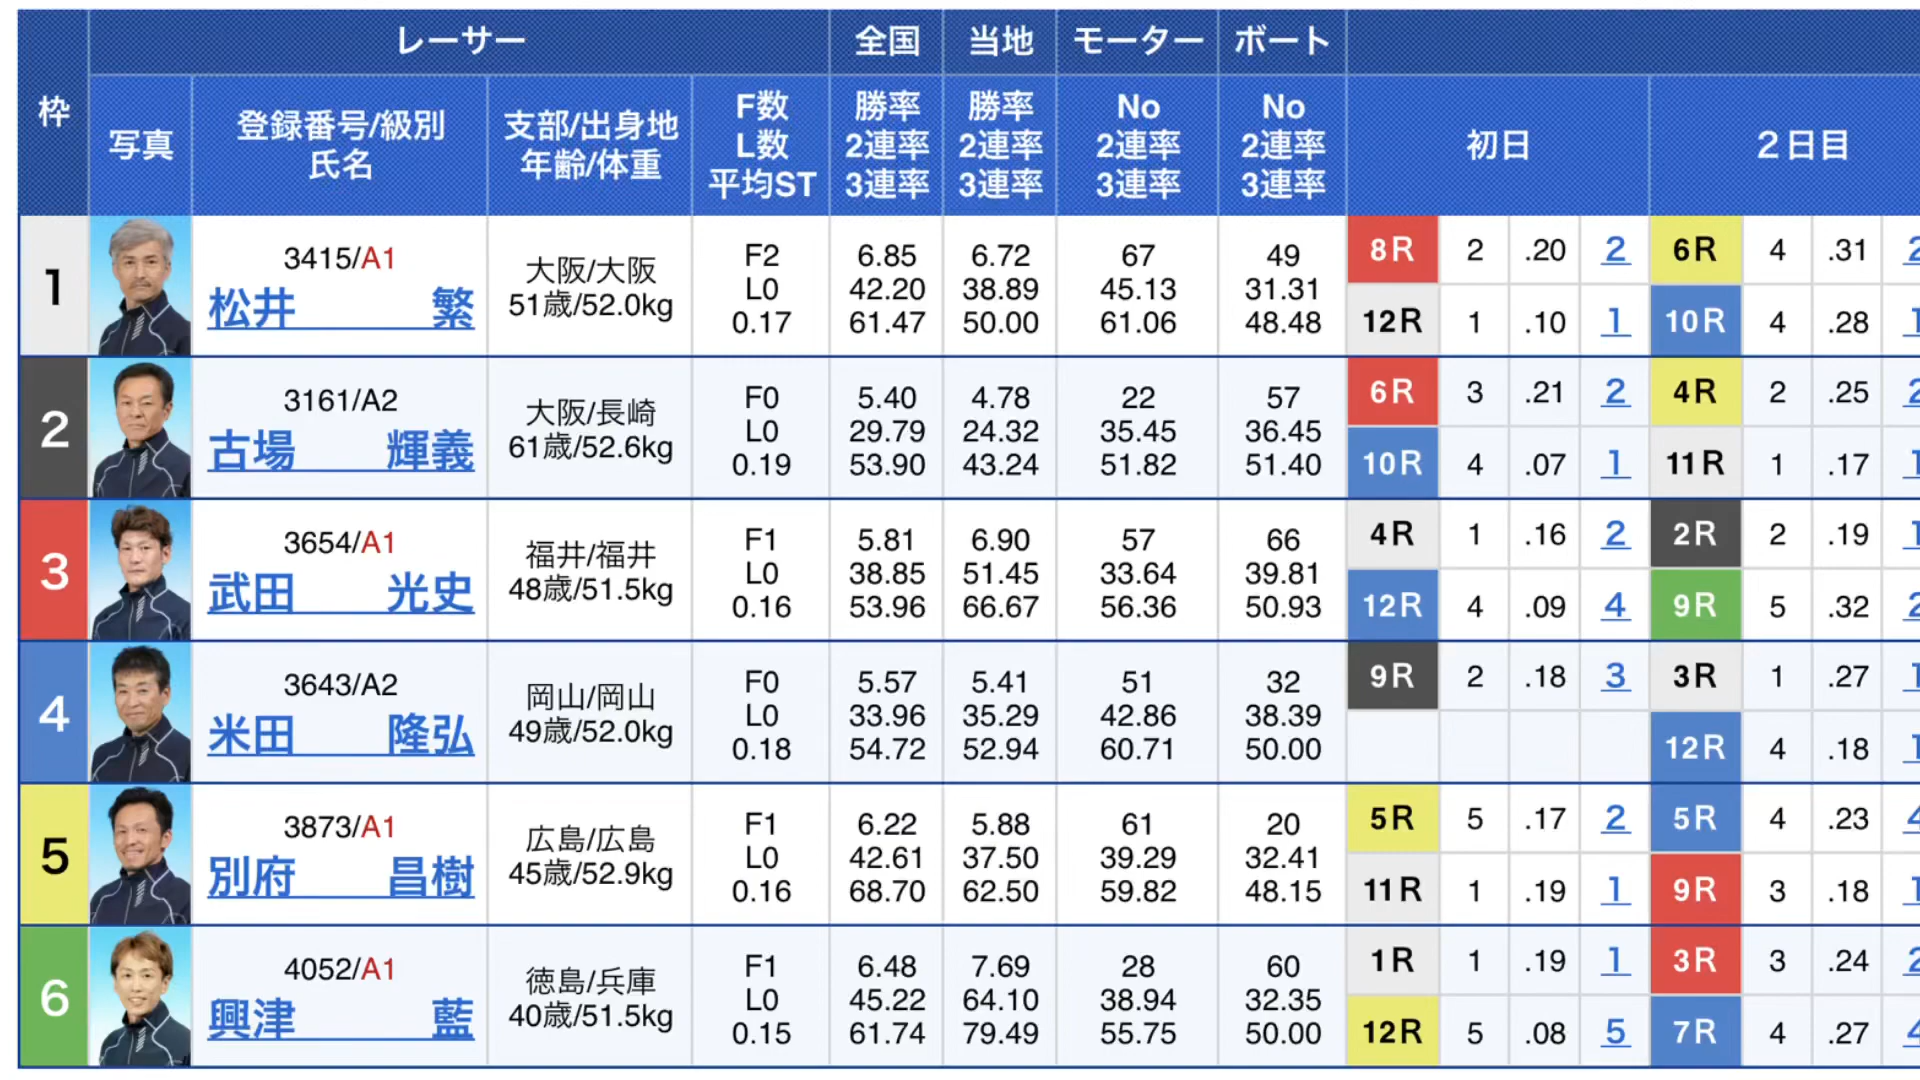 枠
レーサー
全国
当地
モーター
ボート
写真
登録番号/級別
氏名
支部/出身地
年齢/体重
F数
L数
平均ST
勝率
2連率
3連率
勝率
2連率
3連率
No
2連率
3連率
No
2連率
3連率
初日
2日目
1
3415/A1
松井 繁
大阪/大阪
51歳/52.0kg
F2
L0
0.17
6.85
42.20
61.47
6.72
38.89
50.00
67
45.13
61.06
49
31.31
48.48
8R 2 .20 2 6R 4 .31 2
12R 1 .10 1 10R 4 .28 1
2
3161/A2
古場 輝義
大阪/長崎
61歳/52.6kg
F0
L0
0.19
5.40
29.79
53.90
4.78
24.32
43.24
22
35.45
51.82
57
36.45
51.40
6R 3 .21 2 4R 2 .25 2
10R 4 .07 1 11R 1 .17 1
3
3654/A1
武田 光史
福井/福井
48歳/51.5kg
F1
L0
0.16
5.81
38.85
53.96
6.90
51.45
66.67
57
33.64
56.36
66
39.81
50.93
4R 1 .16 2 2R 2 .19 1
12R 4 .09 4 9R 5 .32 2
4
3643/A2
米田 隆弘
岡山/岡山
49歳/52.0kg
F0
L0
0.18
5.57
33.96
54.72
5.41
35.29
52.94
51
42.86
60.71
32
38.39
50.00
9R 2 .18 3 3R 1 .27 1
12R 4 .18 1
5
3873/A1
別府 昌樹
広島/広島
45歳/52.9kg
F1
L0
0.16
6.22
42.61
68.70
5.88
37.50
62.50
61
39.29
59.82
20
32.41
48.15
5R 5 .17 2 5R 4 .23 4
11R 1 .19 1 9R 3 .18 1
6
4052/A1
興津 藍
徳島/兵庫
40歳/51.5kg
F1
L0
0.15
6.48
45.22
61.74
7.69
64.10
79.49
28
38.94
55.75
60
32.35
50.00
1R 1 .19 1 3R 3 .24 2
12R 5 .08 5 7R 4 .27 4